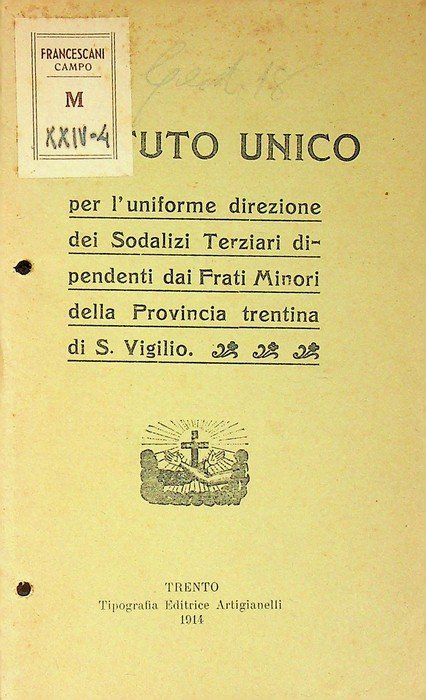 FRANCESCANI
CAMPO
M
XXIV-4
TUTO UNICO
per l'uniforme direzione
dei Sodalizi Terziari di-
pendenti dai Frati Minori
della Provincia trentina
di S. Vigilio.
TRENTO
Tipografia Editrice Artigianelli
1914